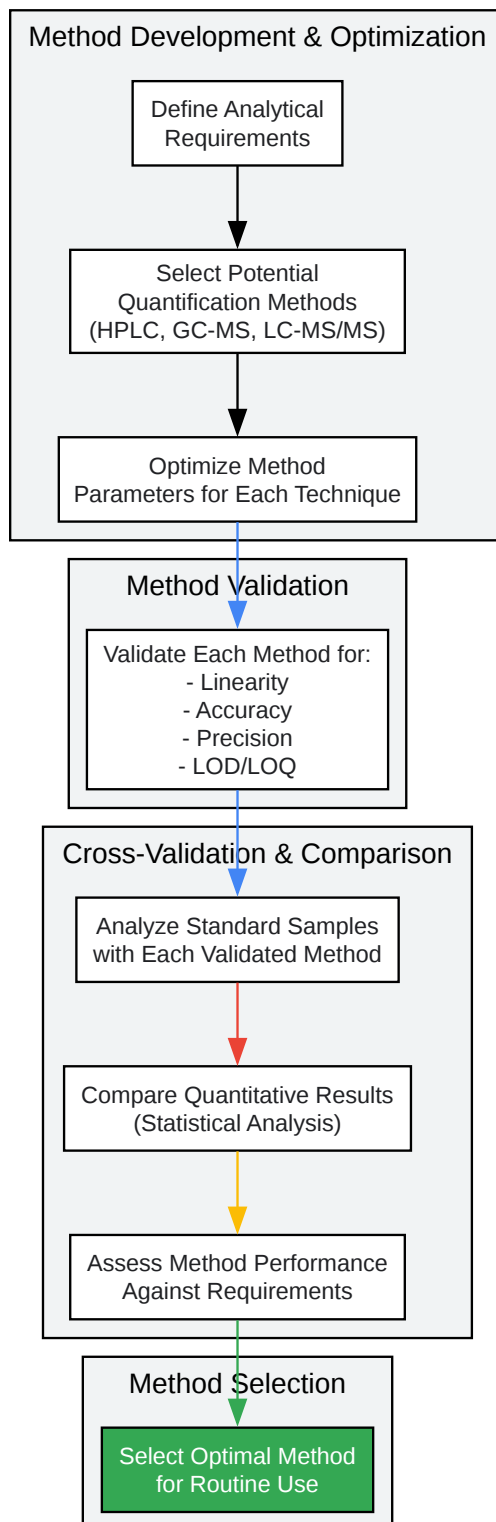 Method Development & Optimization
Define Analytical
Requirements
Select Potential
Quantification Methods
(HPLC, GC-MS, LC-MS/MS)
Optimize Method
Parameters for Each Technique
Method Validation
Validate Each Method for:
- Linearity
- Accuracy
- Precision
- LOD/LOQ
Cross-Validation & Comparison
Analyze Standard Samples
with Each Validated Method
Compare Quantitative Results
(Statistical Analysis)
Assess Method Performance
Against Requirements
Method Selection
Select Optimal Method
for Routine Use